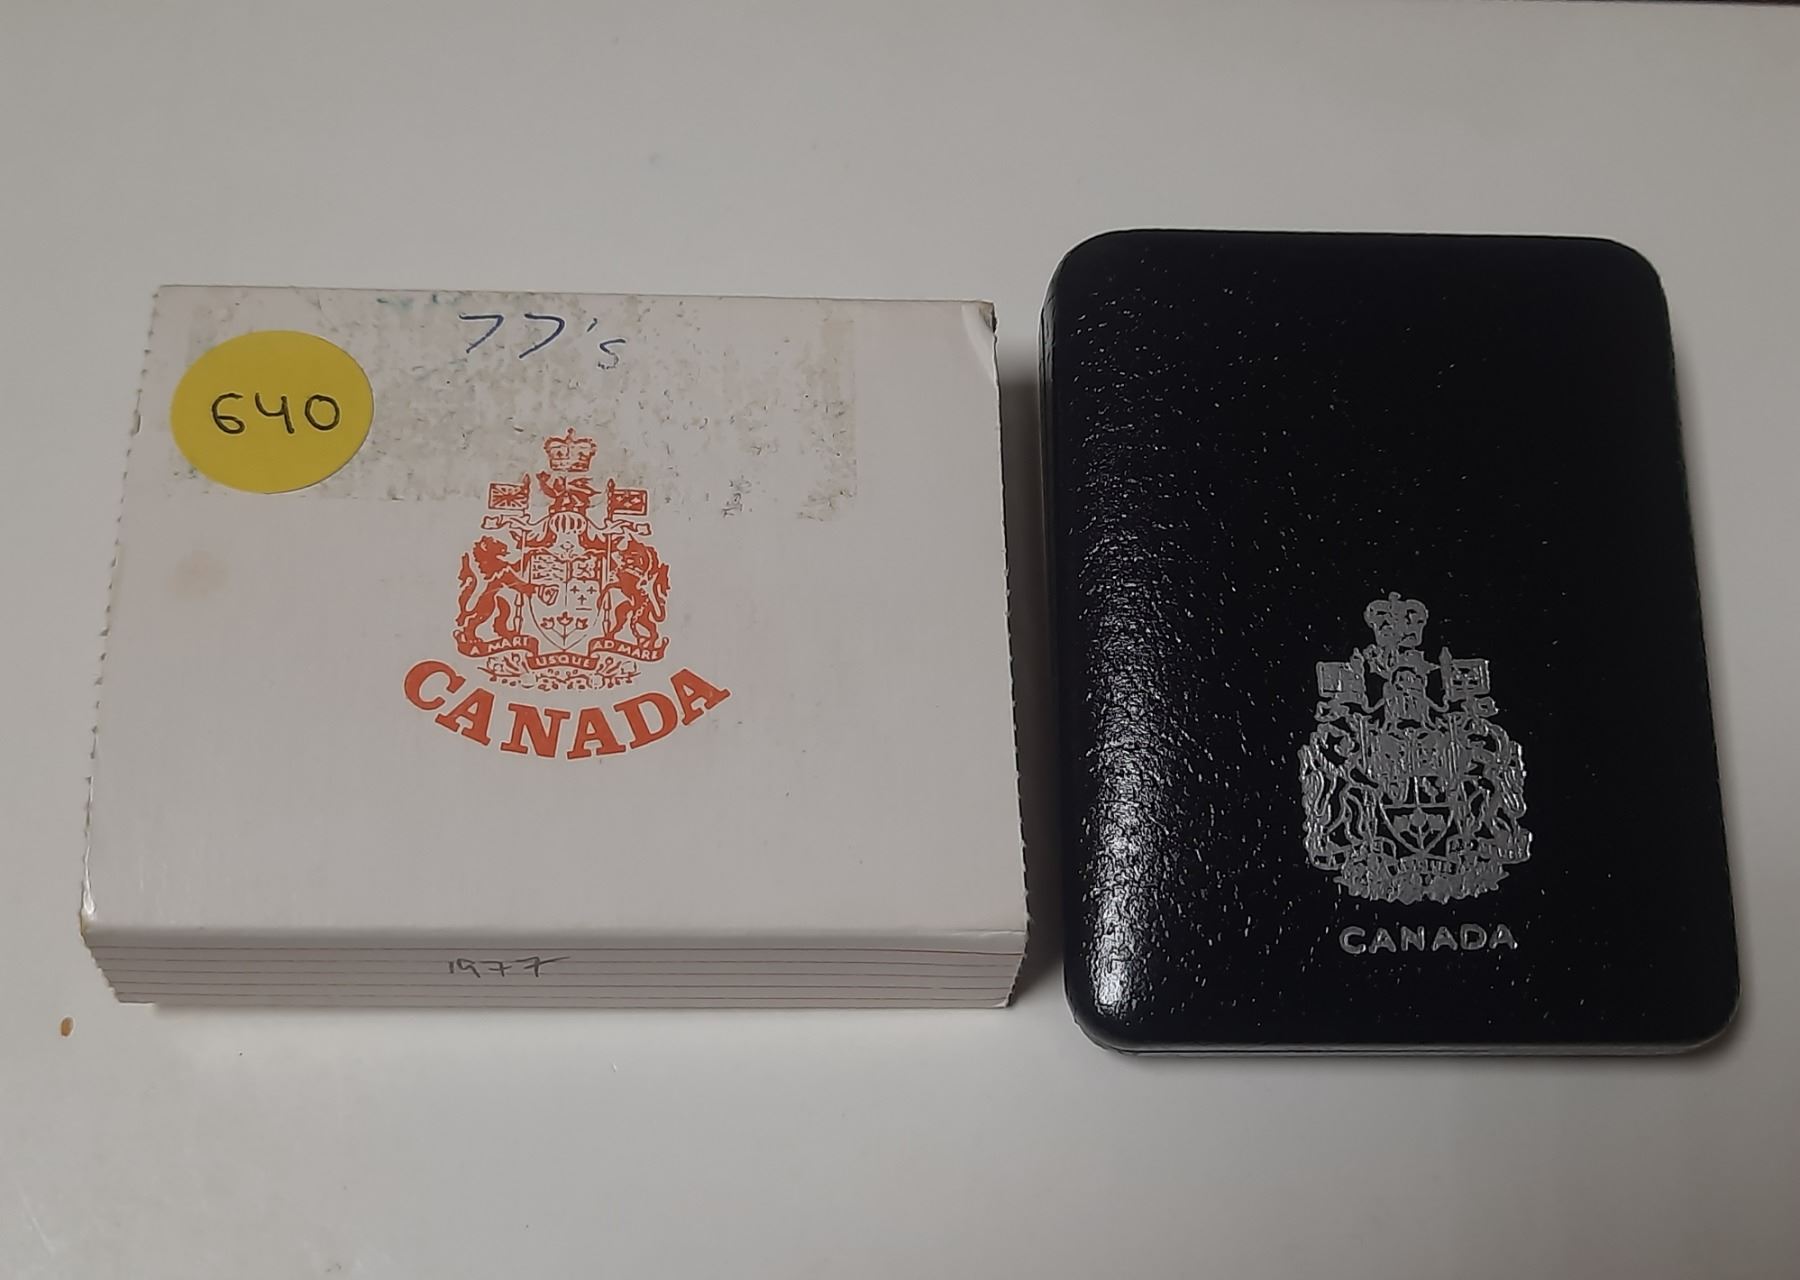 77's
640
A MARI USQUE AD MARE
CANADA
1977
CANADA